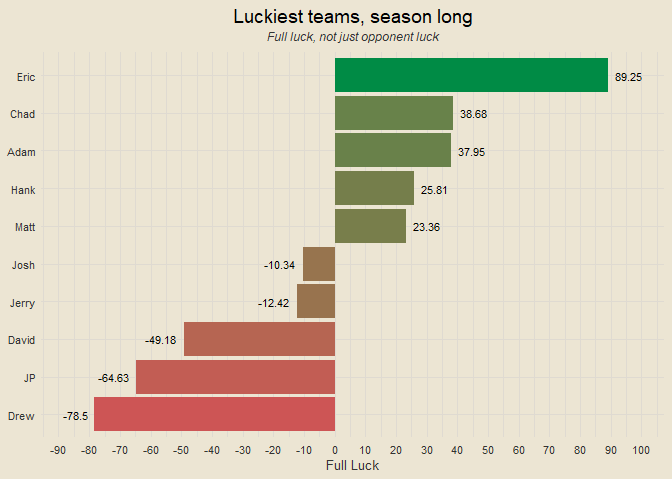 Luckiest teams, season long
Full luck, not just opponent luck
Eric 89.25
Chad 38.68
Adam 37.95
Hank 25.81
Matt 23.36
Josh -10.34
Jerry -12.42
David -49.18
JP -64.63
Drew -78.5
-90 -80 -70 -60 -50 -40 -30 -20 -10 0 10 20 30 40 50 60 70 80 90 100
Full Luck